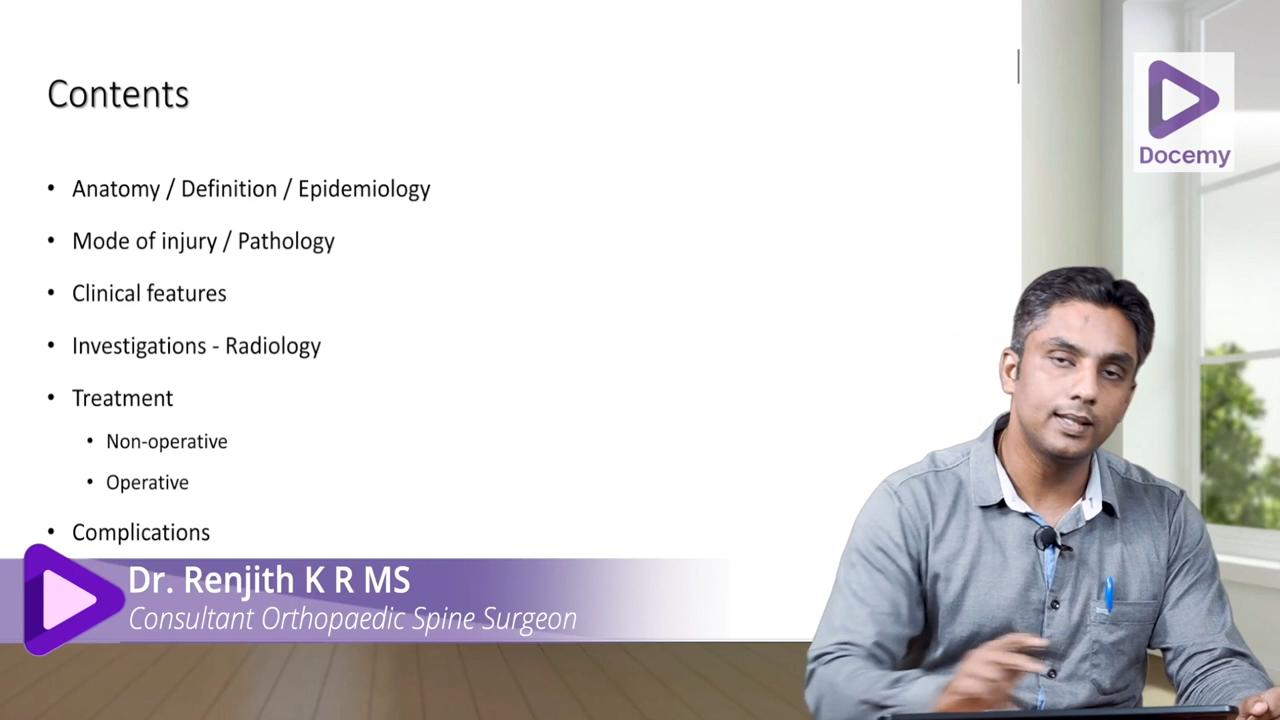 Contents
• Anatomy / Definition / Epidemiology
• Mode of injury / Pathology
• Clinical features
• Investigations - Radiology
• Treatment
• Non-operative
• Operative
• Complications
Dr. Renjith K R MS
Consultant Orthopaedic Spine Surgeon
Docemy